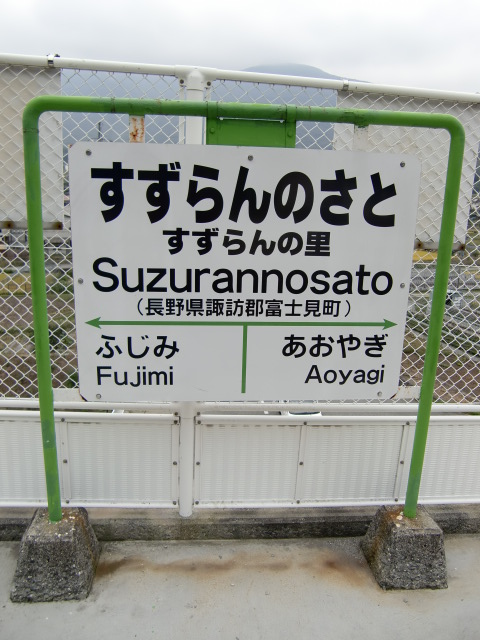 すずらんのさと
すずらんの里
Suzurannosato
(長野県諏訪郡富士見町)
ふじみ あおやぎ
Fujimi Aoyagi